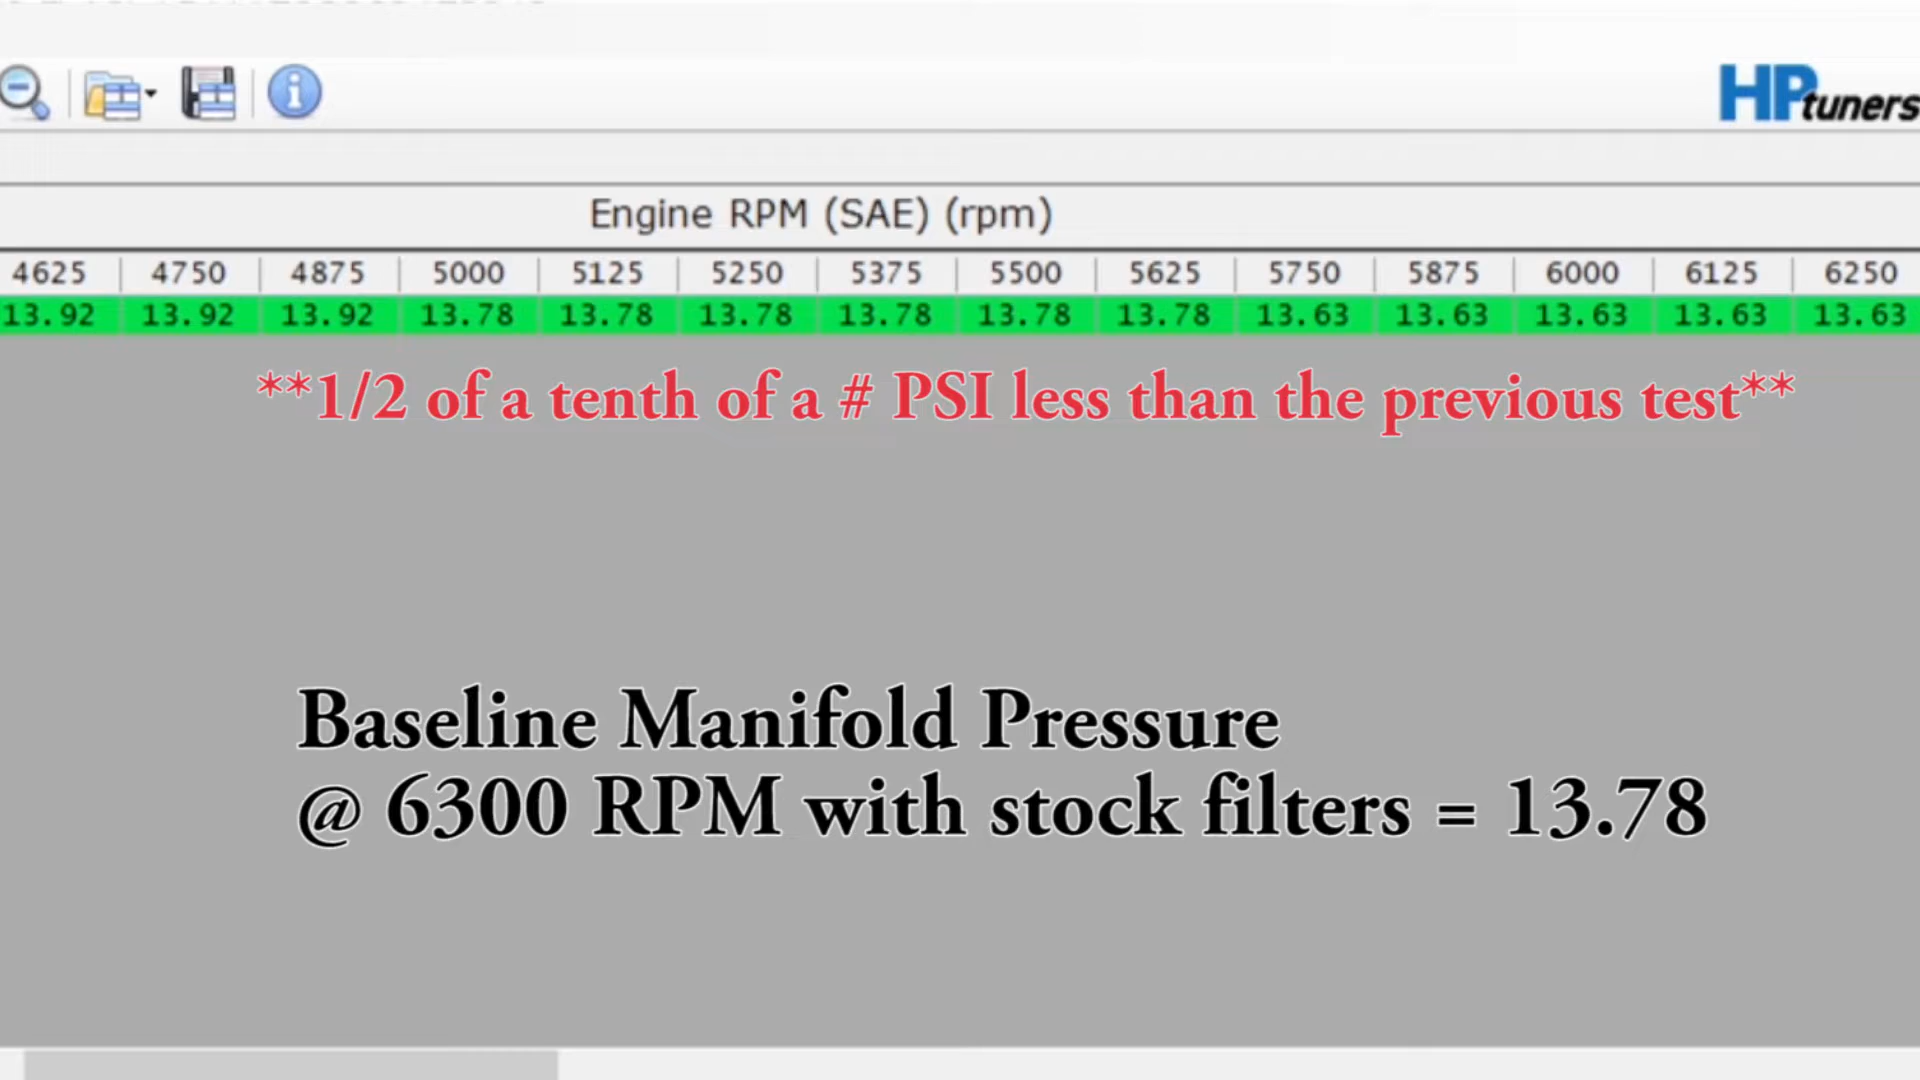 HP tuners
Engine RPM (SAE) (rpm)
4625 4750 4875 5000 5125 5250 5375 5500 5625 5750 5875 6000 6125 6250
13.92 13.92 13.92 13.78 13.78 13.78 13.78 13.78 13.78 13.63 13.63 13.63 13.63 13.63
**1/2 of a tenth of a # PSI less than the previous test**
Baseline Manifold Pressure
@ 6300 RPM with stock filters = 13.78